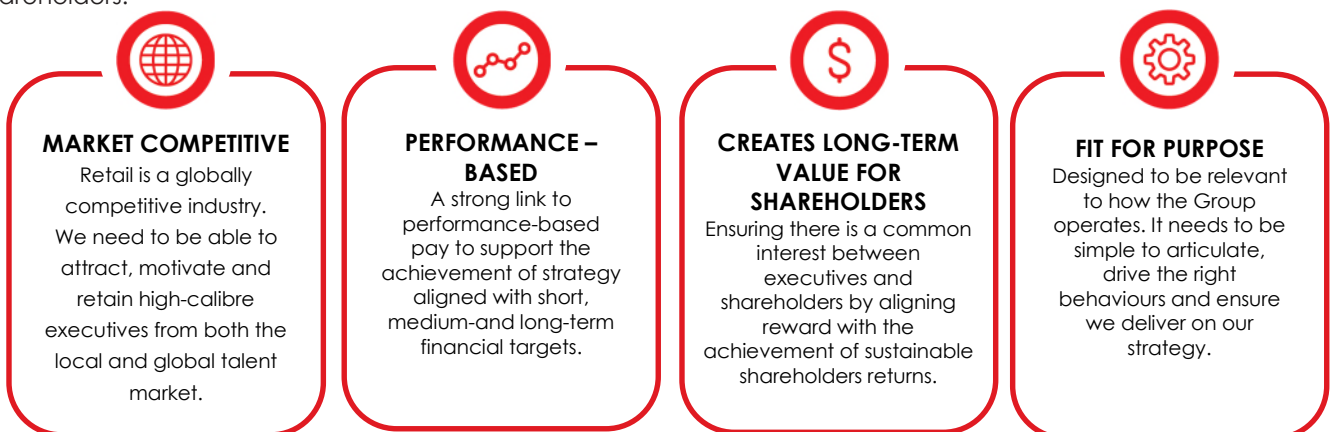 MARKET COMPETITIVE
Retail is a globally
competitive industry.
We need to be able to
attract, motivate and
retain high-calibre
executives from both the
local and global talent
market.
PERFORMANCE –
BASED
A strong link to
performance-based
pay to support the
achievement of strategy
aligned with short,
medium-and long-term
financial targets.
$
CREATES LONG-TERM
VALUE FOR
SHAREHOLDERS
Ensuring there is a common
interest between
executives and
shareholders by aligning
reward with the
achievement of sustainable
shareholders returns.
FIT FOR PURPOSE
Designed to be relevant
to how the Group
operates. It needs to be
simple to articulate,
drive the right
behaviours and ensure
we deliver on our
strategy.